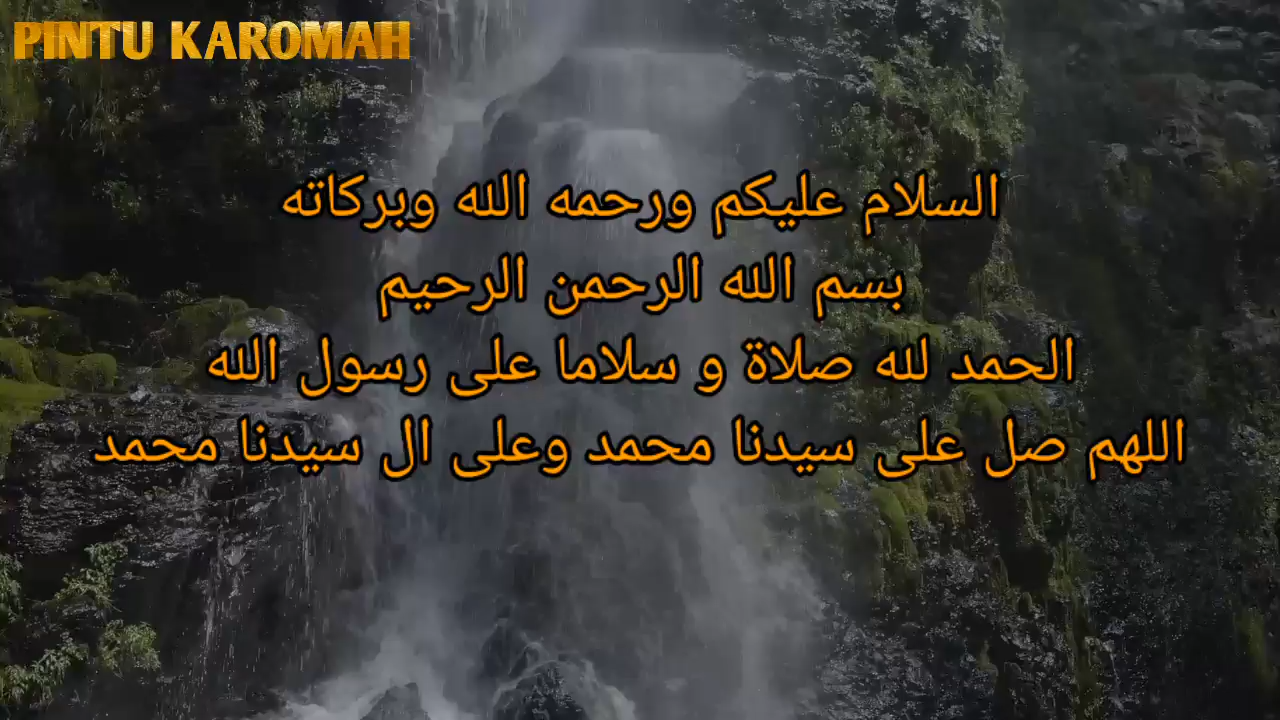 PINTU KAROMAH
السلام عليكم ورحمه الله وبركاته
بسم الله الرحمن الرحيم
الحمد لله صلاة و سلاما على رسول الله
اللهم صل على سيدنا محمد وعلى ال سيدنا محمد